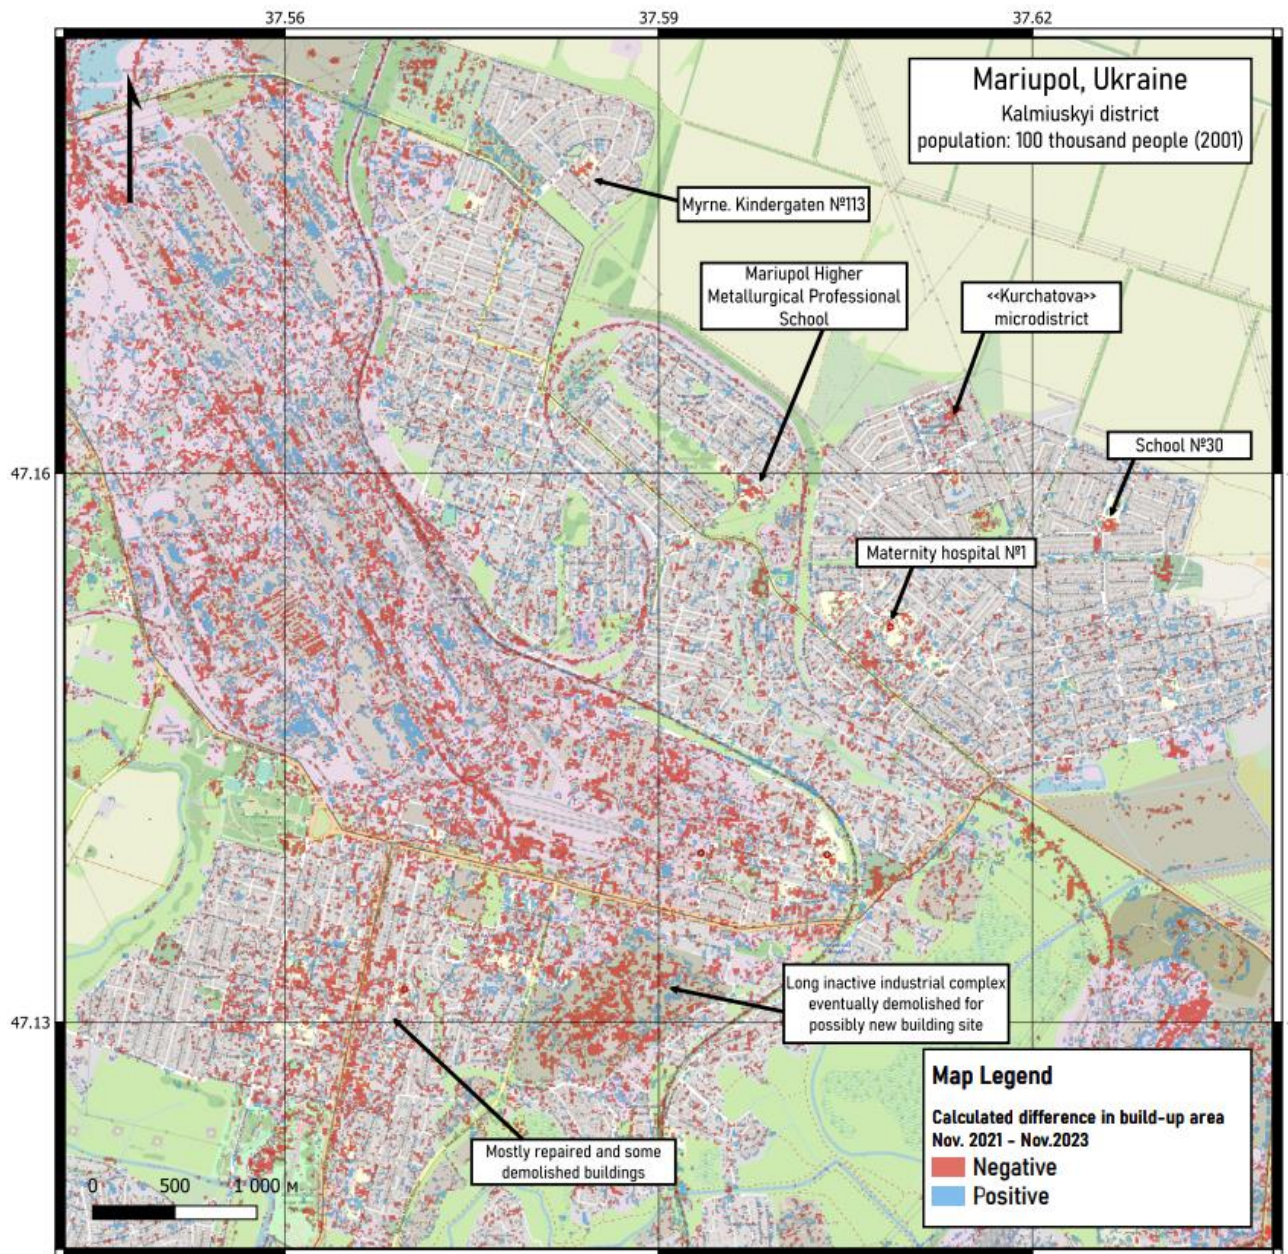 37.56
37.59
37.62
Mariupol, Ukraine
Kalmiuskyi district
population: 100 thousand people (2001)
Myrne. Kindergaten №113
Mariupol Higher
Metallurgical Professional
School
<<Kurchatova>>
microdistrict
47.16
School №30
Maternity hospital №1
Long inactive industrial complex
eventually demolished for
possibly new building site
47.13
Mostly repaired and some
demolished buildings
0 500 1 000 м
Map Legend
Calculated difference in build-up area
Nov. 2021 - Nov.2023
Negative
Positive